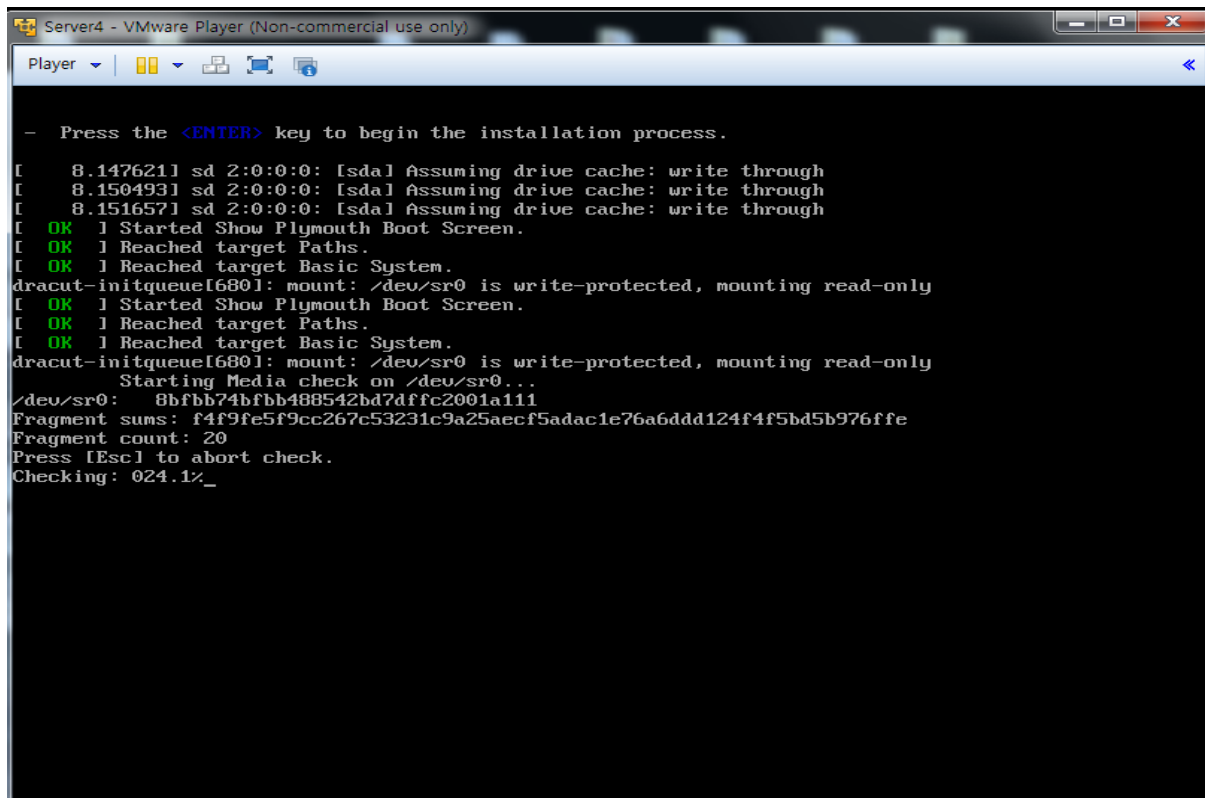 Server4 - VMware Player (Non-commercial use only)
Player
- Press the <ENTER> key to begin the installation process.
[    8.147621] sd 2:0:0:0: [sda] Assuming drive cache: write through
[    8.150493] sd 2:0:0:0: [sda] Assuming drive cache: write through
[    8.151657] sd 2:0:0:0: [sda] Assuming drive cache: write through
[  OK  ] Started Show Plymouth Boot Screen.
[  OK  ] Reached target Paths.
[  OK  ] Reached target Basic System.
dracut-initqueue[680]: mount: /dev/sr0 is write-protected, mounting read-only
[  OK  ] Started Show Plymouth Boot Screen.
[  OK  ] Reached target Paths.
[  OK  ] Reached target Basic System.
dracut-initqueue[680]: mount: /dev/sr0 is write-protected, mounting read-only
Starting Media check on /dev/sr0...
/dev/sr0:   8bfbb74bfbb488542bd7dffc2001a111
Fragment sums: f4f9fe5f9cc267c53231c9a25aecf5adac1e76a6ddd124f4f5bd5b976ffe
Fragment count: 20
Press [Esc] to abort check.
Checking: 024.1%_